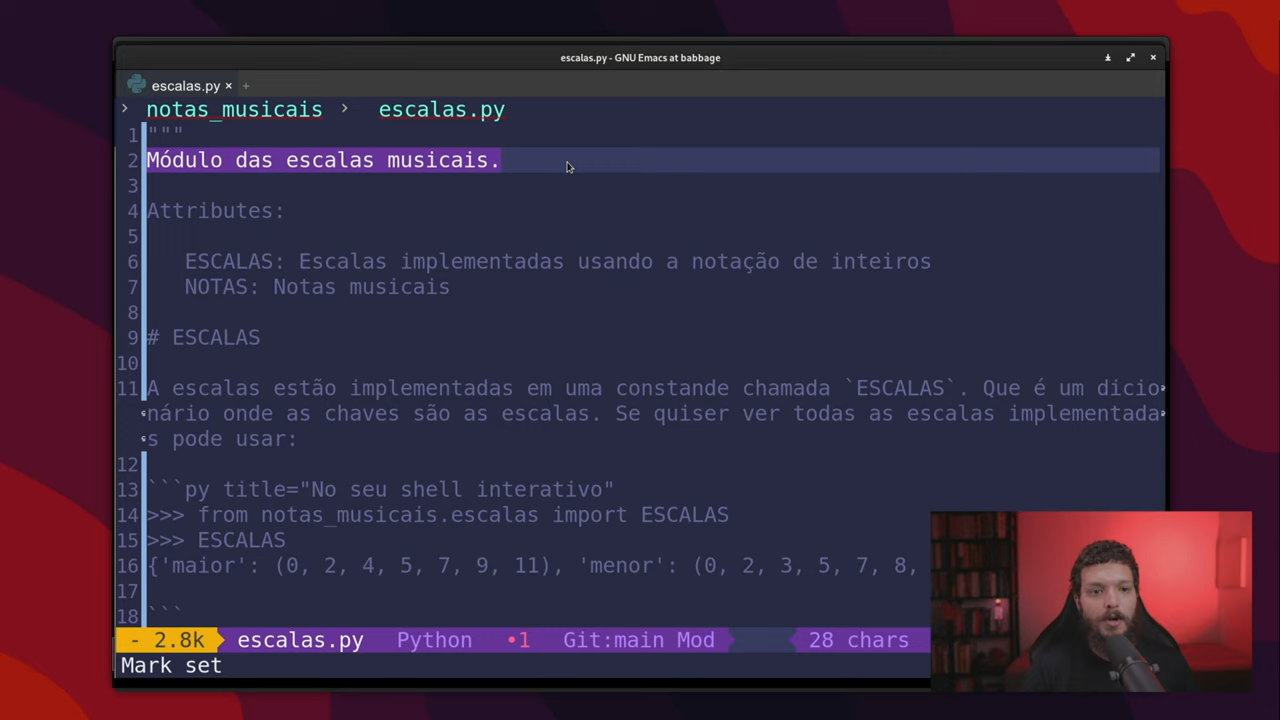 escalas.py - GNU Emacs at babbage
escalas.py × +
> notas_musicais > escalas.py
1 """
2 Módulo das escalas musicais.
3
4 Attributes:
5
6 ESCALAS: Escalas implementadas usando a notação de inteiros
7 NOTAS: Notas musicais
8
9 # ESCALAS
10
11 A escalas estão implementadas em uma constande chamada `ESCALAS`. Que é um dicio
nário onde as chaves são as escalas. Se quiser ver todas as escalas implementada
s pode usar:
12
13 ```py title="No seu shell interativo"
14 >>> from notas_musicais.escalas import ESCALAS
15 >>> ESCALAS
16 {'maior': (0, 2, 4, 5, 7, 9, 11), 'menor': (0, 2, 3, 5, 7, 8,
17
18 ```
- 2.8k escalas.py Python •1 Git:main Mod 28 chars
Mark set